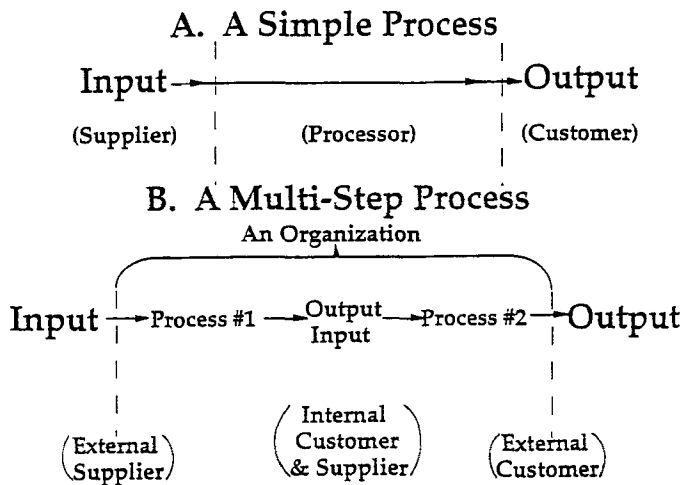 A. A Simple Process
Input Output
(Supplier) (Processor) (Customer)
B. A Multi-Step Process
An Organization
Input Process #1 Output Input Process #2 Output
(External Supplier) (Internal Customer & Supplier) (External Customer)